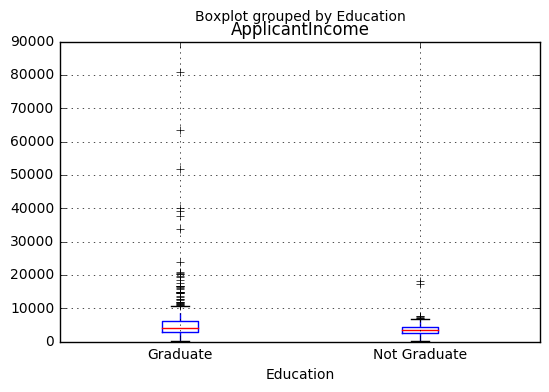 Boxplot grouped by Education
ApplicantIncome
90000
80000
70000
60000
50000
40000
30000
20000
10000
0
Graduate
Not Graduate
Education